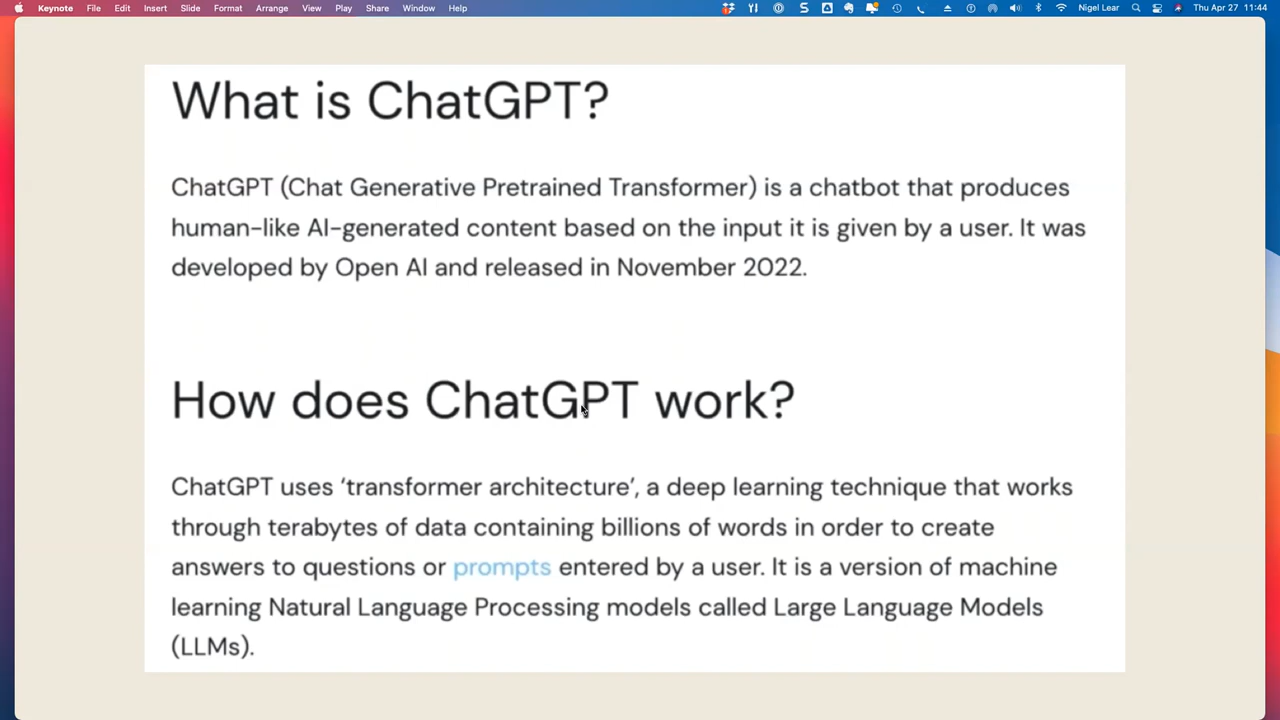 Keynote File Edit Insert Slide Format Arrange View Play Share Window Help Nigel Lear Thu Apr 27 11:44
What is ChatGPT?
ChatGPT (Chat Generative Pretrained Transformer) is a chatbot that produces
human-like AI-generated content based on the input it is given by a user. It was
developed by Open AI and released in November 2022.
How does ChatGPT work?
ChatGPT uses ‘transformer architecture’, a deep learning technique that works
through terabytes of data containing billions of words in order to create
answers to questions or prompts entered by a user. It is a version of machine
learning Natural Language Processing models called Large Language Models
(LLMs).